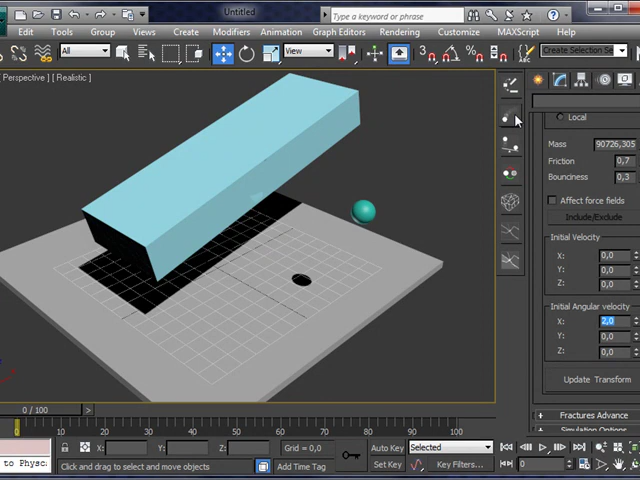 Untitled
Type a keyword or phrase
Edit Tools Group Views Create Modifiers Animation Graph Editors Rendering Customize MAXScript Help
All View Create Selection Se
Perspective ] [ Realistic ]
Local
Mass 90726,305
Friction 0,7
Bounciness 0,3
Affect force fields
Include/Exclude
Initial Velocity
X: 0,0
Y: 0,0
Z: 0,0
Initial Angular velocity
X: 2,0
Y: 0,0
Z: 0,0
Update Transform
Fractures Advance
Simulation Options
0 / 100
0 10 20 30 40 50 60 70 80 90 100
X: Y: Z: Grid = 0,0 Auto Key Selected
to Physc. Click and drag to select and move objects Add Time Tag Set Key Key Filters... 0